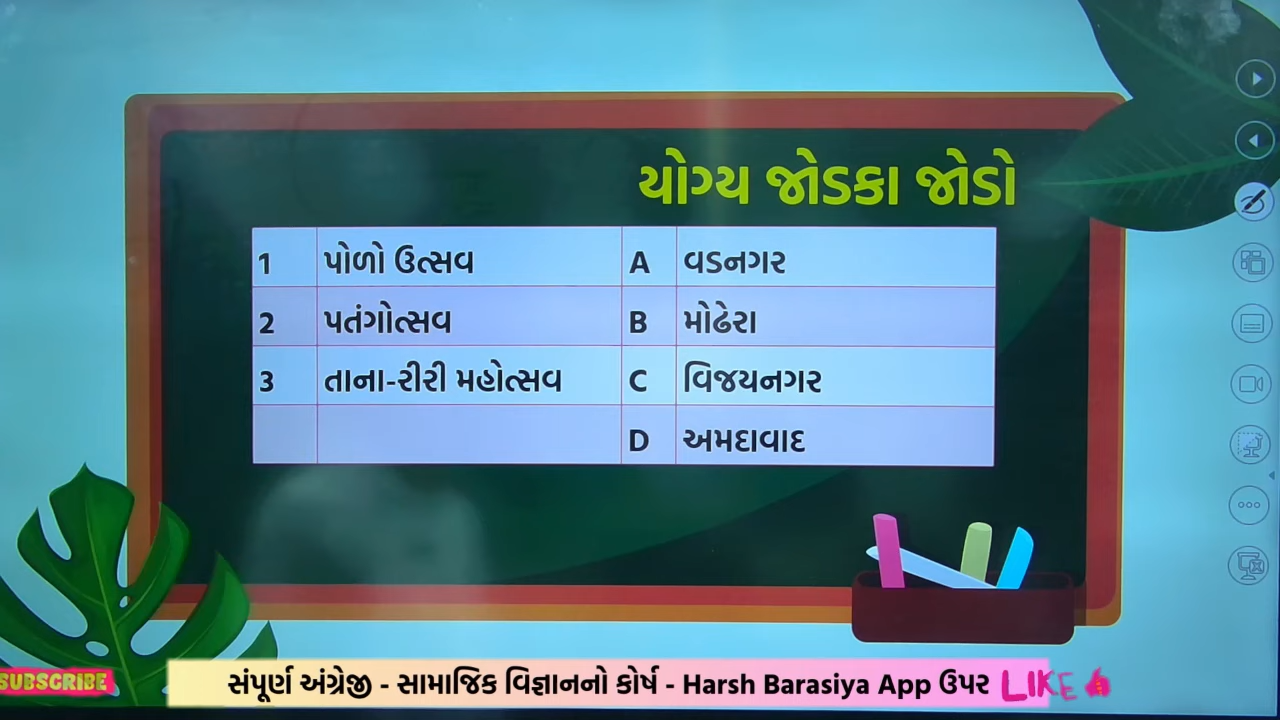 યોગ્ય જોડકા જોડો
1 પોળો ઉત્સવ A વડનગર
2 પતંગોત્સવ B મોઢેરા
3 તાના-રીરી મહોત્સવ C વિજયનગર
D અમદાવાદ
SUBSCRIBE સંપૂર્ણ અંગ્રેજી - સામાજિક વિજ્ઞાનનો કોર્ષ - Harsh Barasiya App ઉપર LIKE